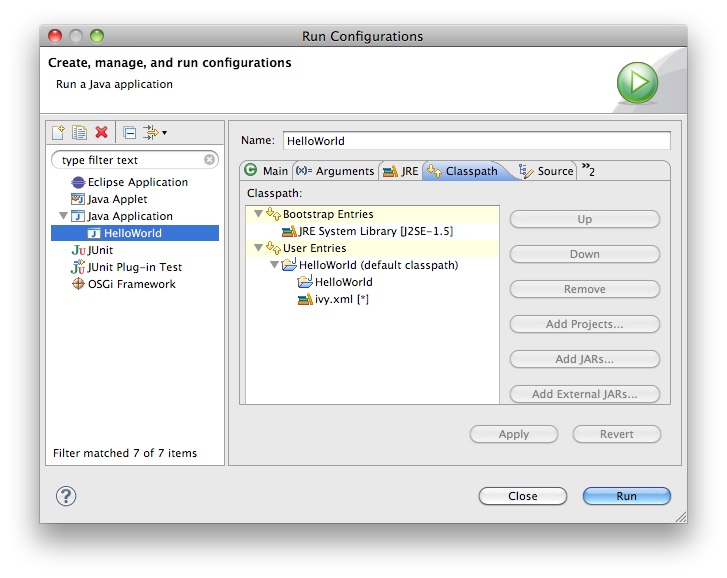 Run Configurations
Create, manage, and run configurations
Run a Java application
type filter text
Eclipse Application
Java Applet
Java Application
HelloWorld
JUnit
JUnit Plug-in Test
OSGi Framework
Filter matched 7 of 7 items
Name: HelloWorld
Main (x)= Arguments JRE Classpath Source »2
Classpath:
Bootstrap Entries
JRE System Library [J2SE-1.5]
User Entries
HelloWorld (default classpath)
HelloWorld
ivy.xml [*]
Up
Down
Remove
Add Projects...
Add JARs...
Add External JARs...
Apply Revert
? Close Run